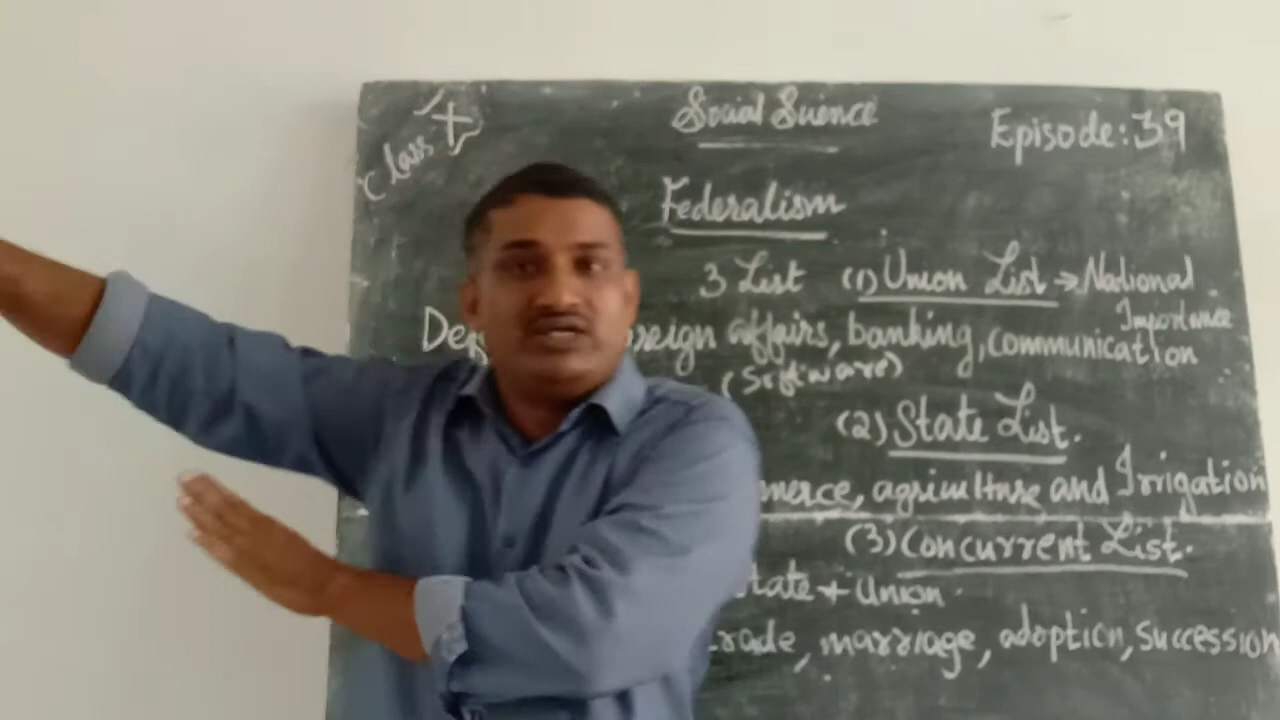 Class X
Social Science
Episode: 39
Federalism
3 List (1) Union List → National
Importance
Def eign affairs, banking, communication
(Software)
(2) State List.
merce, agriculture and Irrigation
(3) Concurrent List.
State + Union
rade, marriage, adoption, succession